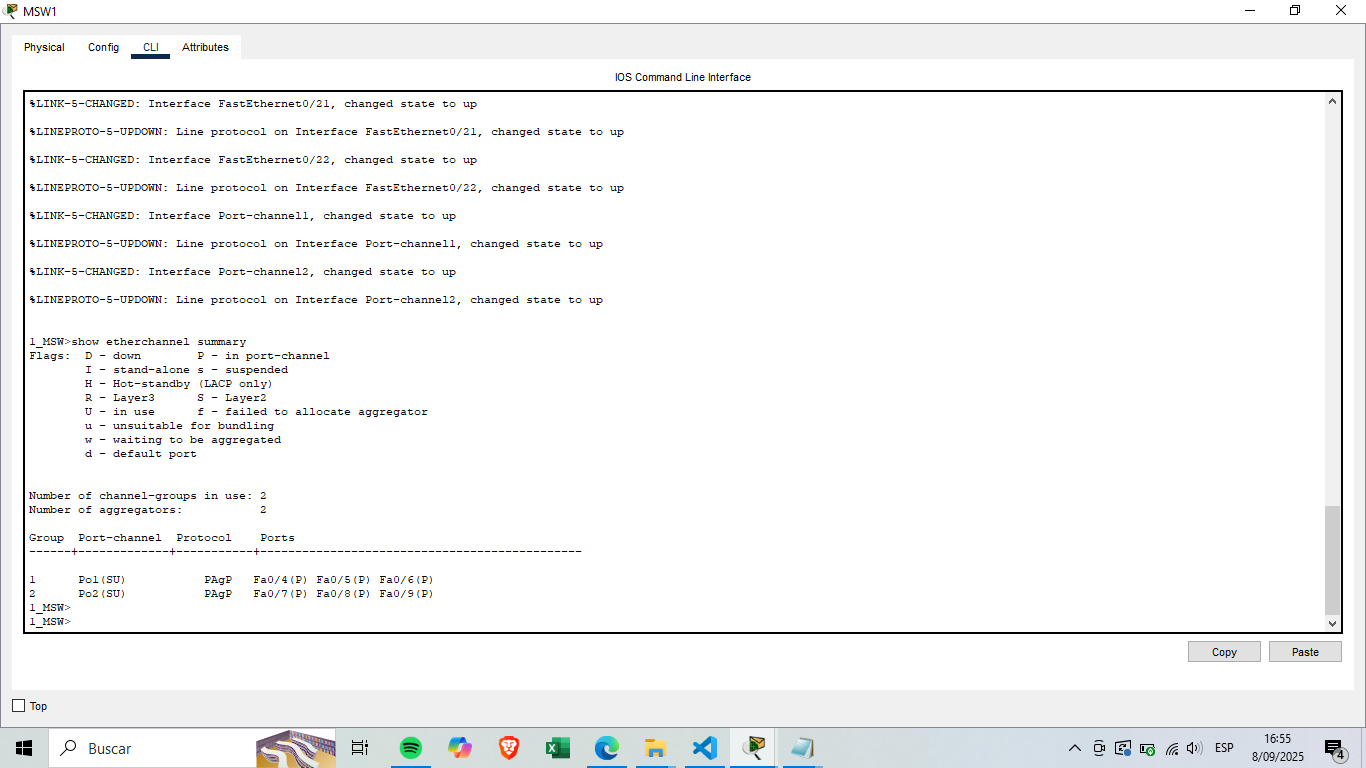 MSW1
Physical Config CLI Attributes
IOS Command Line Interface
%LINK-5-CHANGED: Interface FastEthernet0/21, changed state to up
%LINEPROTO-5-UPDOWN: Line protocol on Interface FastEthernet0/21, changed state to up
%LINK-5-CHANGED: Interface FastEthernet0/22, changed state to up
%LINEPROTO-5-UPDOWN: Line protocol on Interface FastEthernet0/22, changed state to up
%LINK-5-CHANGED: Interface Port-channel1, changed state to up
%LINEPROTO-5-UPDOWN: Line protocol on Interface Port-channel1, changed state to up
%LINK-5-CHANGED: Interface Port-channel2, changed state to up
%LINEPROTO-5-UPDOWN: Line protocol on Interface Port-channel2, changed state to up
1_MSW>show etherchannel summary
Flags:  D - down        P - in port-channel
        I - stand-alone s - suspended
        H - Hot-standby (LACP only)
        R - Layer3      S - Layer2
        U - in use      f - failed to allocate aggregator
        u - unsuitable for bundling
        w - waiting to be aggregated
        d - default port
Number of channel-groups in use: 2
Number of aggregators:           2
Group  Port-channel  Protocol    Ports
------+-------------+-----------+----------------------------------------------
1      Po1(SU)           PAgP   Fa0/4(P) Fa0/5(P) Fa0/6(P)
2      Po2(SU)           PAgP   Fa0/7(P) Fa0/8(P) Fa0/9(P)
1_MSW>
1_MSW>
Copy Paste
Top
Buscar
ESP
16:55
8/09/2025
4